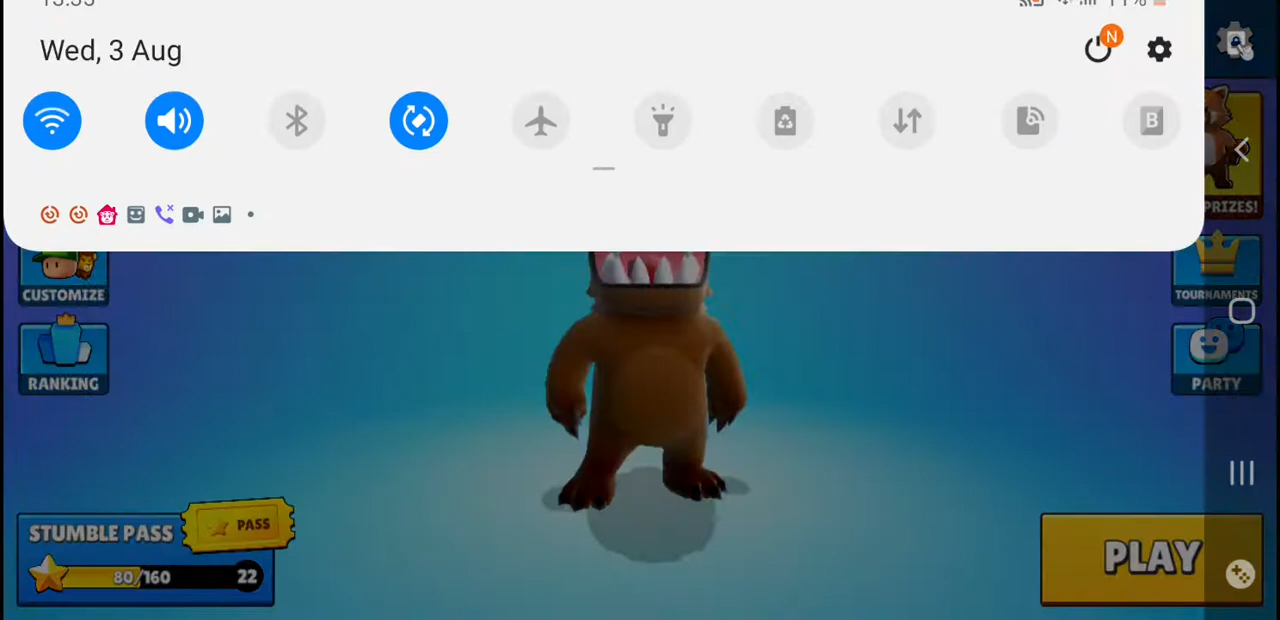 Wed, 3 Aug
N
B
PRIZES!
CUSTOMIZE
TOURNAMENTS
RANKING
PARTY
STUMBLE PASS
PASS
80/160
22
PLAY